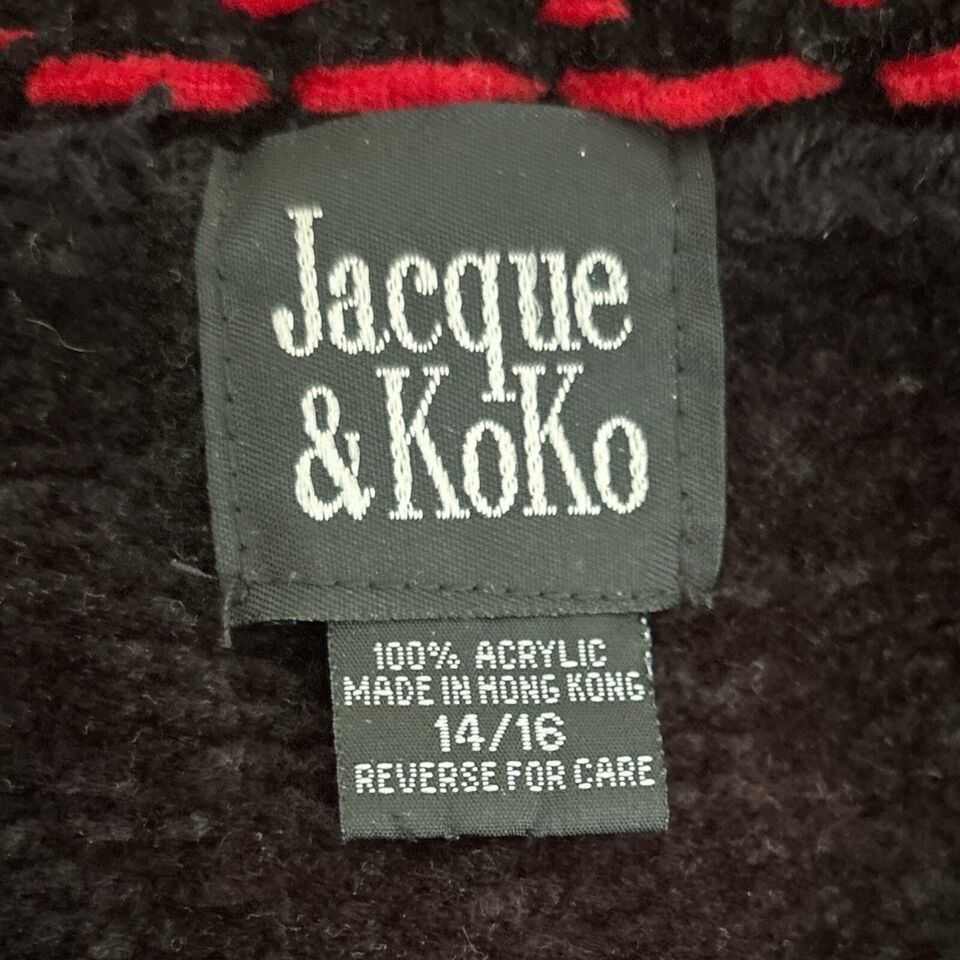 Jacque
& KoKo
100% ACRYLIC
MADE IN HONG KONG
14/16
REVERSE FOR CARE